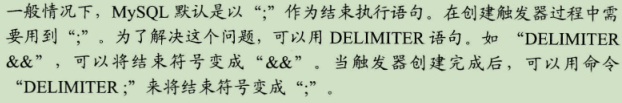 一般情况下，MySQL 默认是以“;”作为结束执行语句。在创建触发器过程中需
要用到“;”。为了解决这个问题，可以用 DELIMITER 语句。如 “DELIMITER
&&”，可以将结束符号变成“&&”。当触发器创建完成后，可以用命令
“DELIMITER ;”来将结束符号变成“;”。